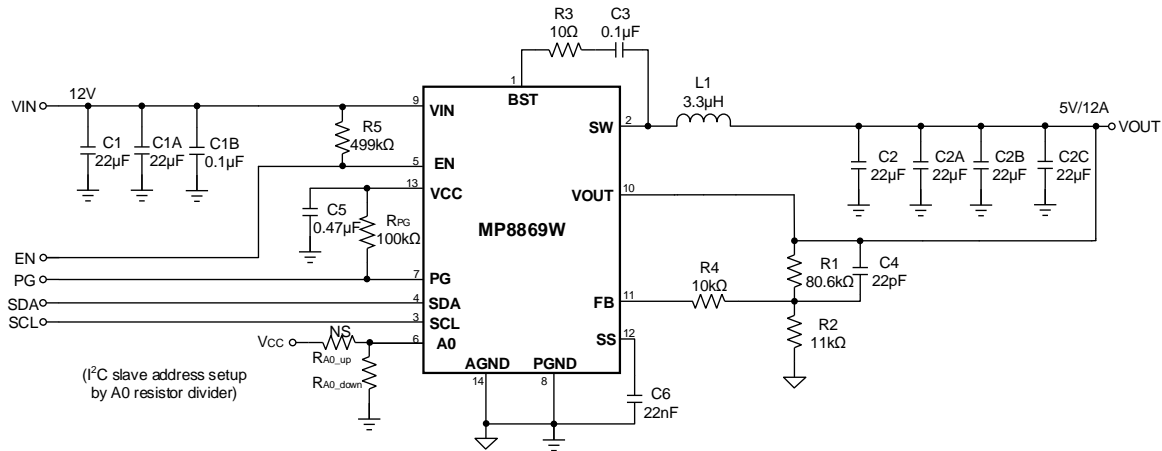 R3
10Ω
C3
0.1µF
1
BST
L1
3.3µH
VIN
12V
9
VIN
SW
2
5V/12A
VOUT
C1
22µF
C1A
22µF
C1B
0.1µF
R5
499kΩ
5
EN
C2
22µF
C2A
22µF
C2B
22µF
C2C
22µF
13
VCC
VOUT
10
C5
0.47µF
RPG
100kΩ
MP8869W
EN
PG
7
PG
R4
10kΩ
R1
80.6kΩ
C4
22pF
SDA
4
SDA
FB
11
SCL
3
SCL
R2
11kΩ
VCC
NS
6
A0
SS
12
RA0_up
RA0_down
AGND
PGND
14
8
(I²C slave address setup
by A0 resistor divider)
C6
22nF